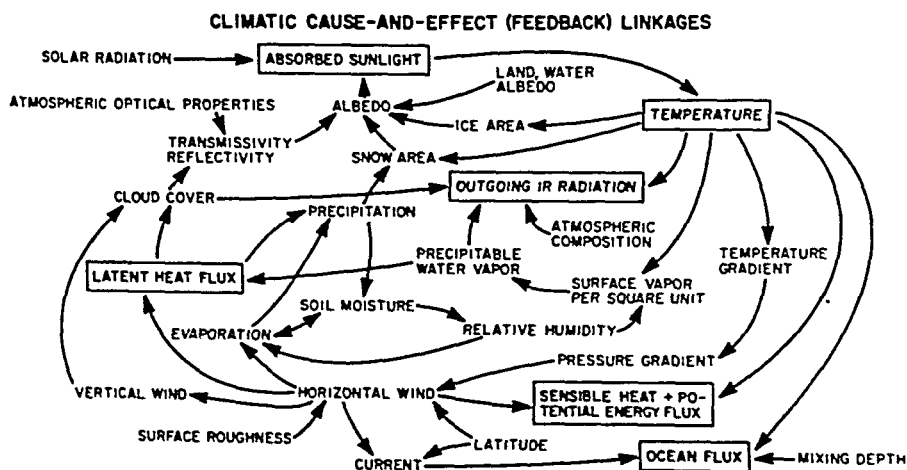 CLIMATIC CAUSE-AND-EFFECT (FEEDBACK) LINKAGES
SOLAR RADIATION
ABSORBED SUNLIGHT
LAND, WATER
ALBEDO
ATMOSPHERIC OPTICAL PROPERTIES
ALBEDO
ICE AREA
TEMPERATURE
TRANSMISSIVITY
REFLECTIVITY
SNOW AREA
CLOUD COVER
OUTGOING IR RADIATION
PRECIPITATION
ATMOSPHERIC
COMPOSITION
PRECIPITABLE
WATER VAPOR
TEMPERATURE
GRADIENT
LATENT HEAT FLUX
SURFACE VAPOR
PER SQUARE UNIT
SOIL MOISTURE
EVAPORATION
RELATIVE HUMIDITY
PRESSURE GRADIENT
VERTICAL WIND
HORIZONTAL WIND
SENSIBLE HEAT + PO-
TENTIAL ENERGY FLUX
SURFACE ROUGHNESS
LATITUDE
CURRENT
OCEAN FLUX
MIXING DEPTH